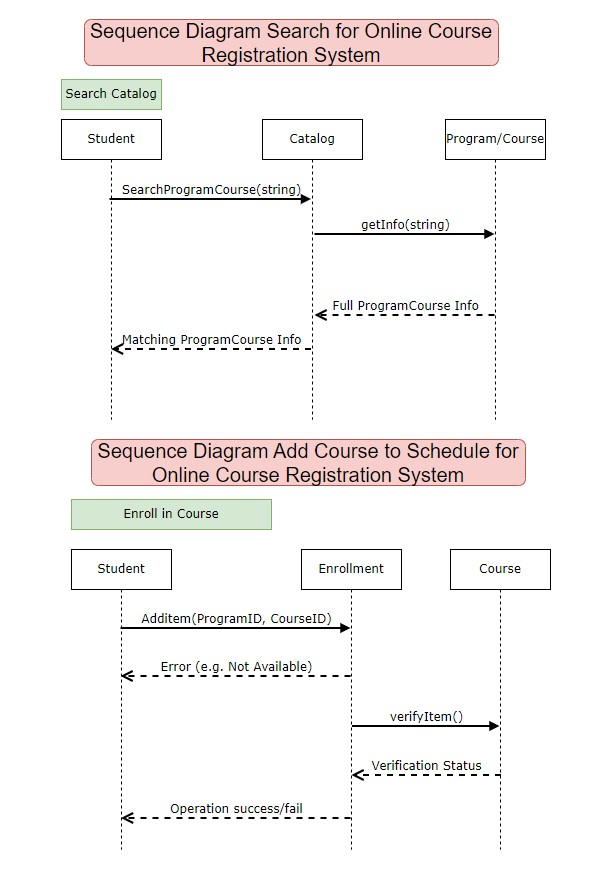 Sequence Diagram Search for Online Course
Registration System
Search Catalog
Student
Catalog
Program/Course
SearchProgramCourse(string)
getInfo(string)
Full ProgramCourse Info
Matching ProgramCourse Info
Sequence Diagram Add Course to Schedule for
Online Course Registration System
Enroll in Course
Student
Enrollment
Course
Additem(ProgramID, CourseID)
Error (e.g. Not Available)
verifyItem()
Verification Status
Operation success/fail